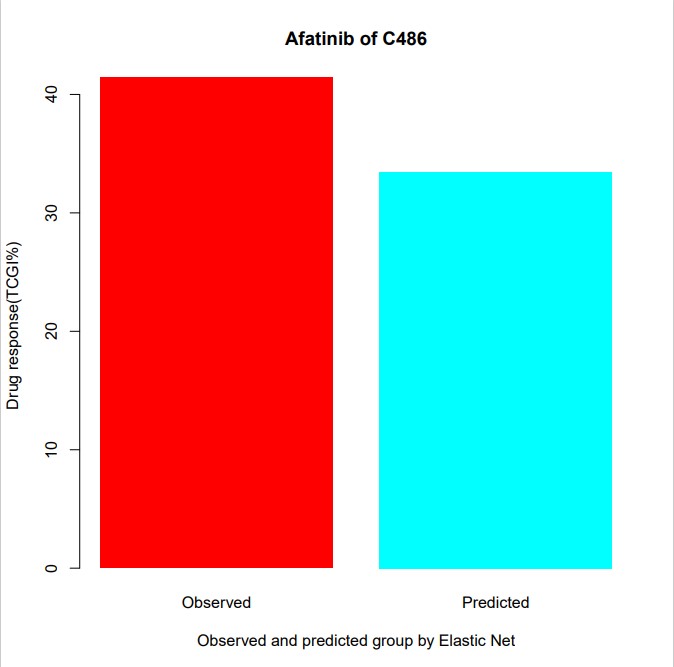 Afatinib of C486
Drug response(TCGI%)
40
30
20
10
0
Observed
Predicted
Observed and predicted group by Elastic Net